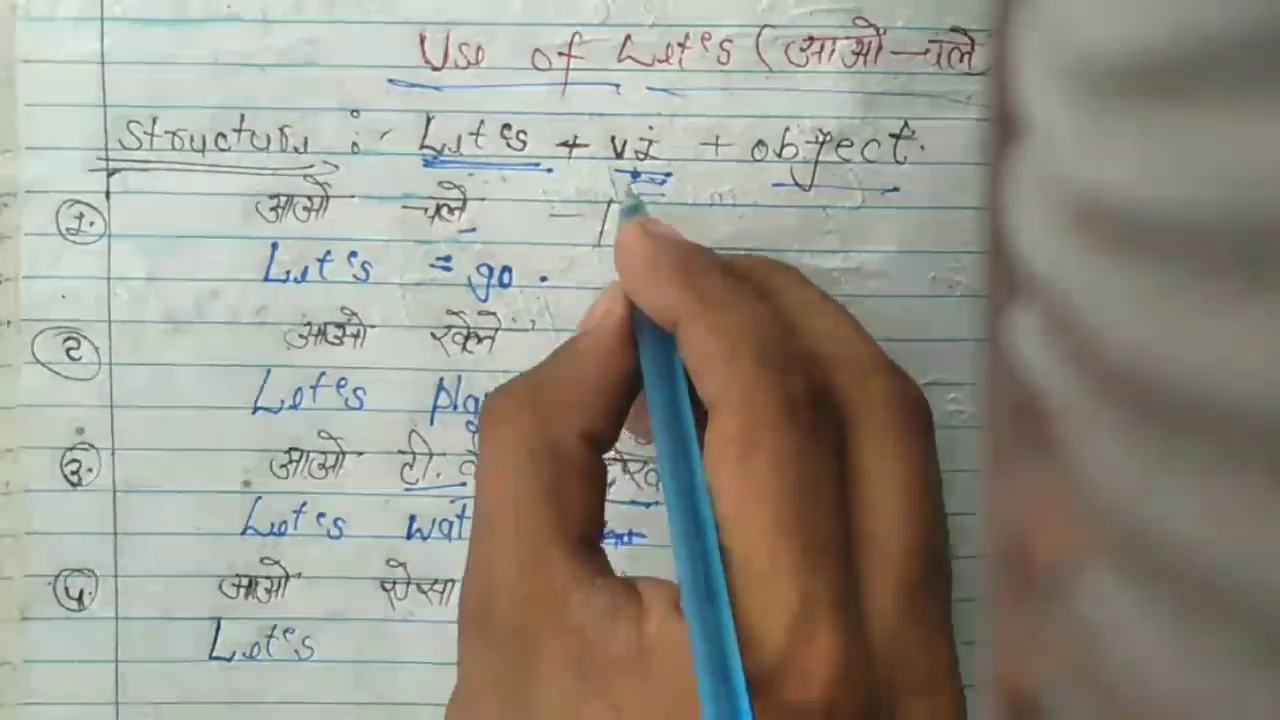 Use of Let's (आओ चले
Structure :- Let's + v1 + object.
1. आओ चले
Let's = go.
2 आओ खेले
Let's
3. आओ टी.
Let's
4. आओ ऐसा
Let's